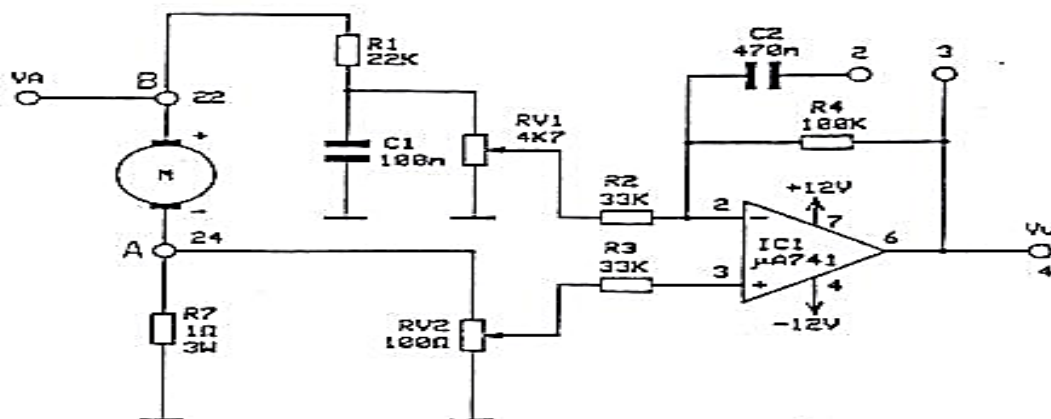 C2
470n
2
3
R1
22K
VA
B
22
R4
100K
RV1
4K7
+
C1
100n
M
R2
33K
+12V
2
-
7
-
IC1
µA741
6
A
24
R3
33K
3
+
4
4
-12V
R7
1Ω
3W
RV2
100Ω